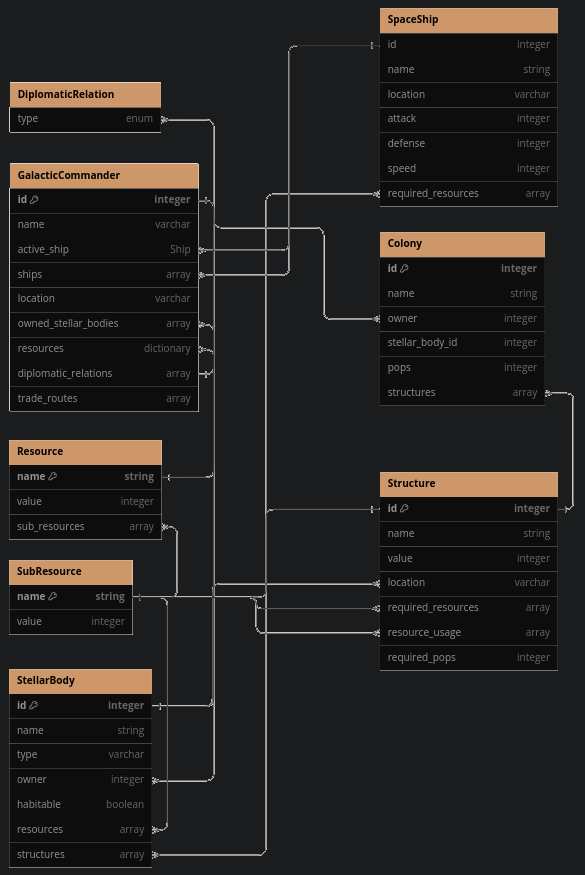 SpaceShip
id integer
name string
location varchar
attack integer
defense integer
speed integer
required_resources array
DiplomaticRelation
type enum
GalacticCommander
id integer
name varchar
active_ship Ship
ships array
location varchar
owned_stellar_bodies array
resources dictionary
diplomatic_relations array
trade_routes array
Colony
id integer
name string
owner integer
stellar_body_id integer
pops integer
structures array
Resource
name string
value integer
sub_resources array
Structure
id integer
name string
value integer
location varchar
required_resources array
resource_usage array
required_pops integer
SubResource
name string
value integer
StellarBody
id integer
name string
type varchar
owner integer
habitable boolean
resources array
structures array